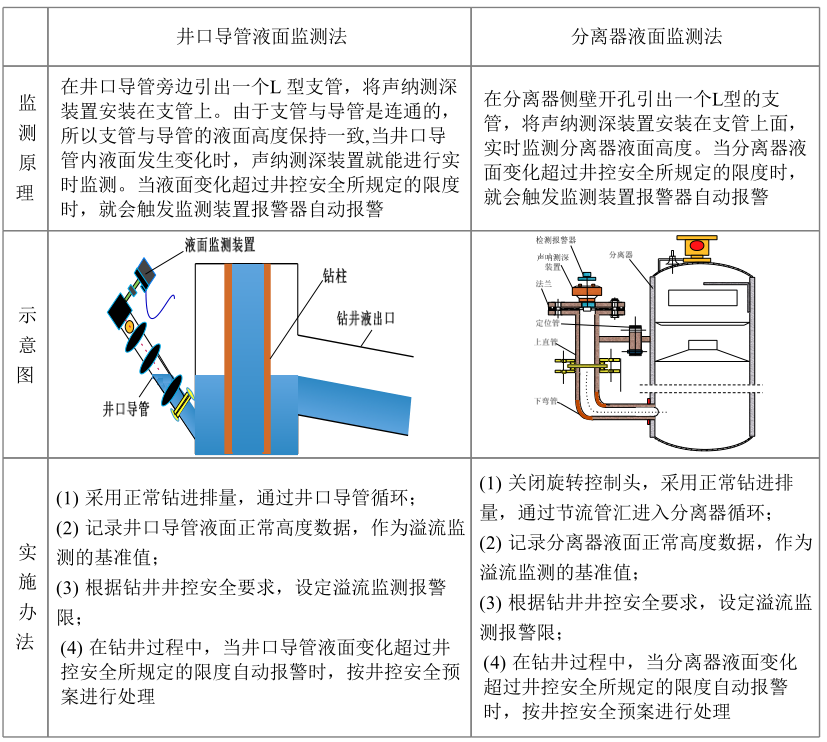 井口导管液面监测法
分离器液面监测法
监
测
原
理
在井口导管旁边引出一个L 型支管，将声纳测深
装置安装在支管上。由于支管与导管是连通的，
所以支管与导管的液面高度保持一致,当井口导
管内液面发生变化时，声纳测深装置就能进行实
时监测。当液面变化超过井控安全所规定的限度
时，就会触发监测装置报警器自动报警
在分离器侧壁开孔引出一个L型的支
管，将声纳测深装置安装在支管上面，
实时监测分离器液面高度。当分离器液
面变化超过井控安全所规定的限度时，
就会触发监测装置报警器自动报警
示
意
图
液面监测装置
钻柱
钻井液出口
井口导管
检测报警器
声呐测深
装置
法兰
定位管
上直管
下弯管
分离器
实
施
办
法
(1) 采用正常钻进排量，通过井口导管循环；
(2) 记录井口导管液面正常高度数据，作为溢流监
测的基准值；
(3) 根据钻井井控安全要求，设定溢流监测报警
限；
(4) 在钻井过程中，当井口导管液面变化超过井
控安全所规定的限度自动报警时，按井控安全预
案进行处理
(1) 关闭旋转控制头，采用正常钻进排
量，通过节流管汇进入分离器循环；
(2) 记录分离器液面正常高度数据，作为
溢流监测的基准值；
(3) 根据钻井井控安全要求，设定溢流监
测报警限；
(4) 在钻井过程中，当分离器液面变化
超过井控安全所规定的限度自动报警
时，按井控安全预案进行处理